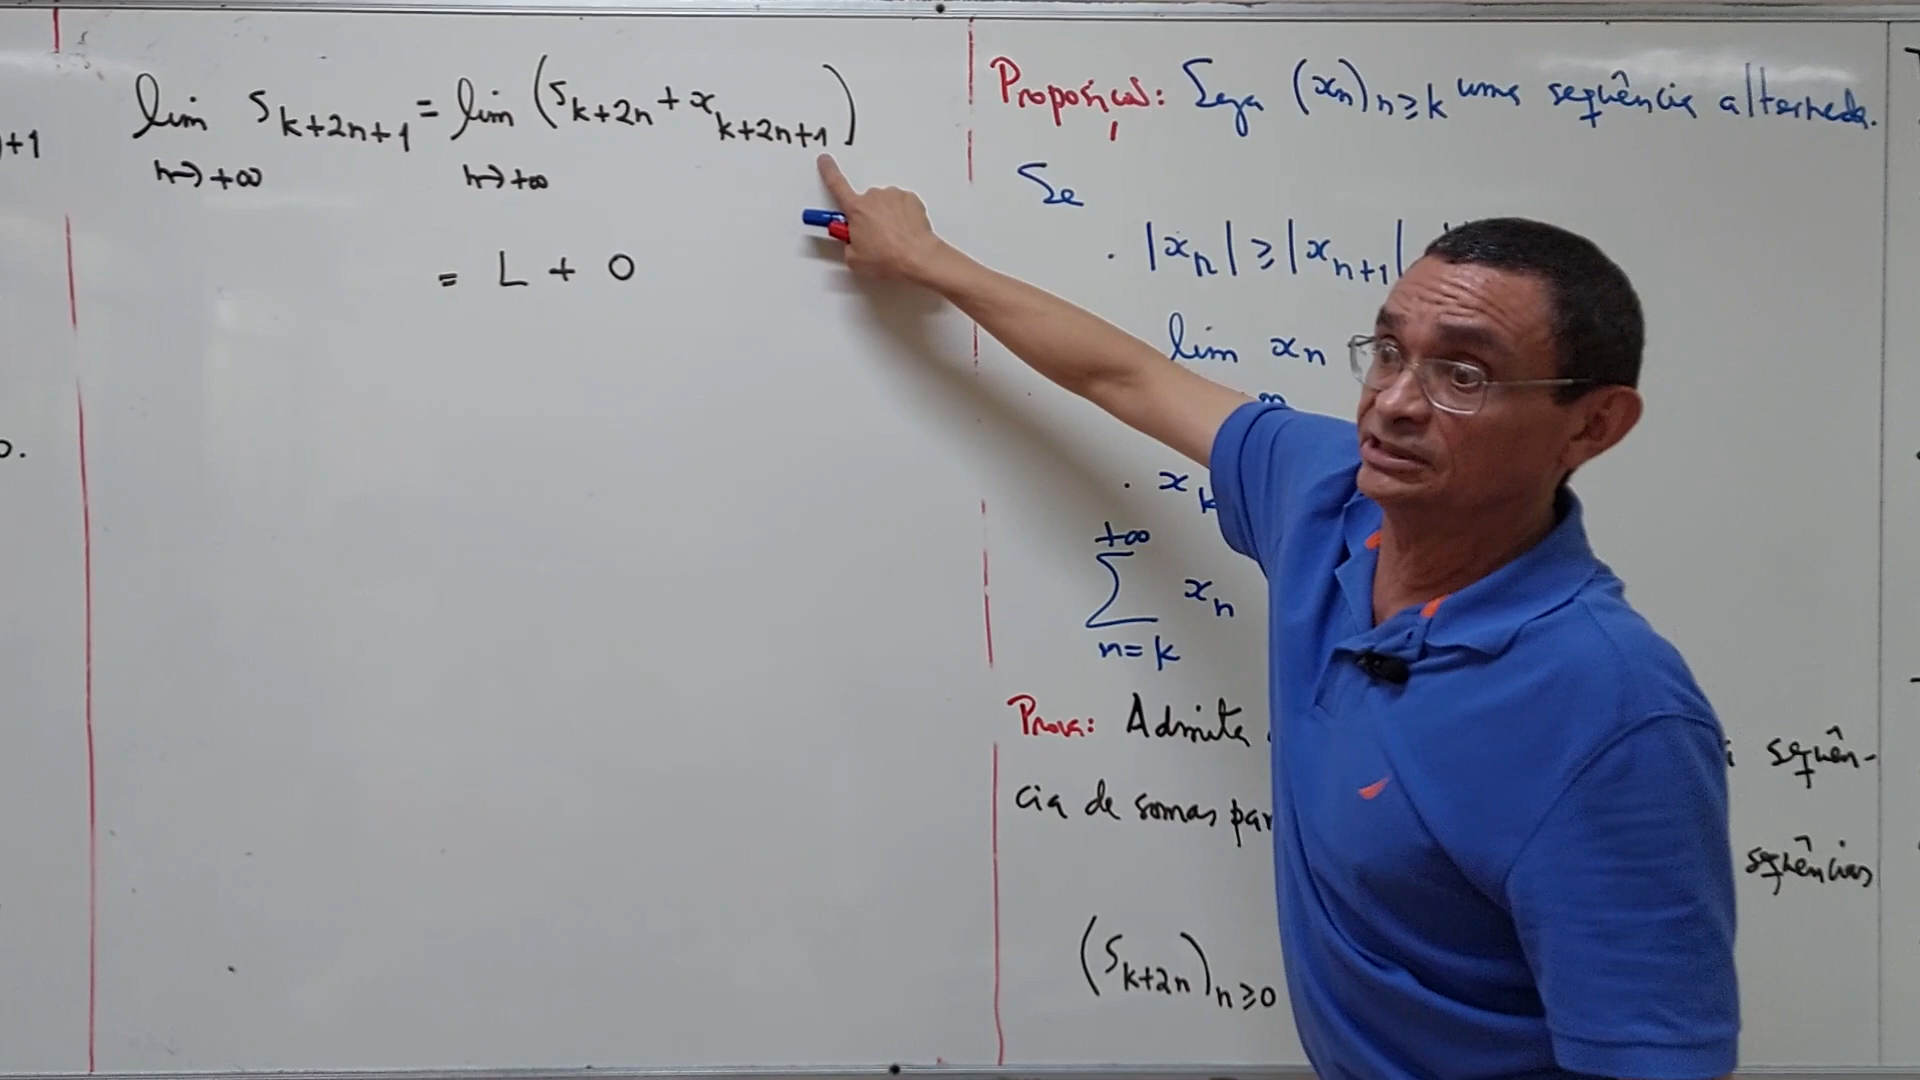 )+1
o.
lim S_{k+2n+1} = lim (S_{k+2n} + x_{k+2n+1})
n→+∞ n→+∞
= L + 0
Proposição: Seja (x_n)_{n≥k} uma sequência alternada.
Se
. |x_n| ≥ |x_{n+1}|
lim x_n
. x_k
+∞
∑ x_n
n=k
Prova: Admita sequên-
cia de somas par
sequências
(S_{k+2n})_{n≥0}